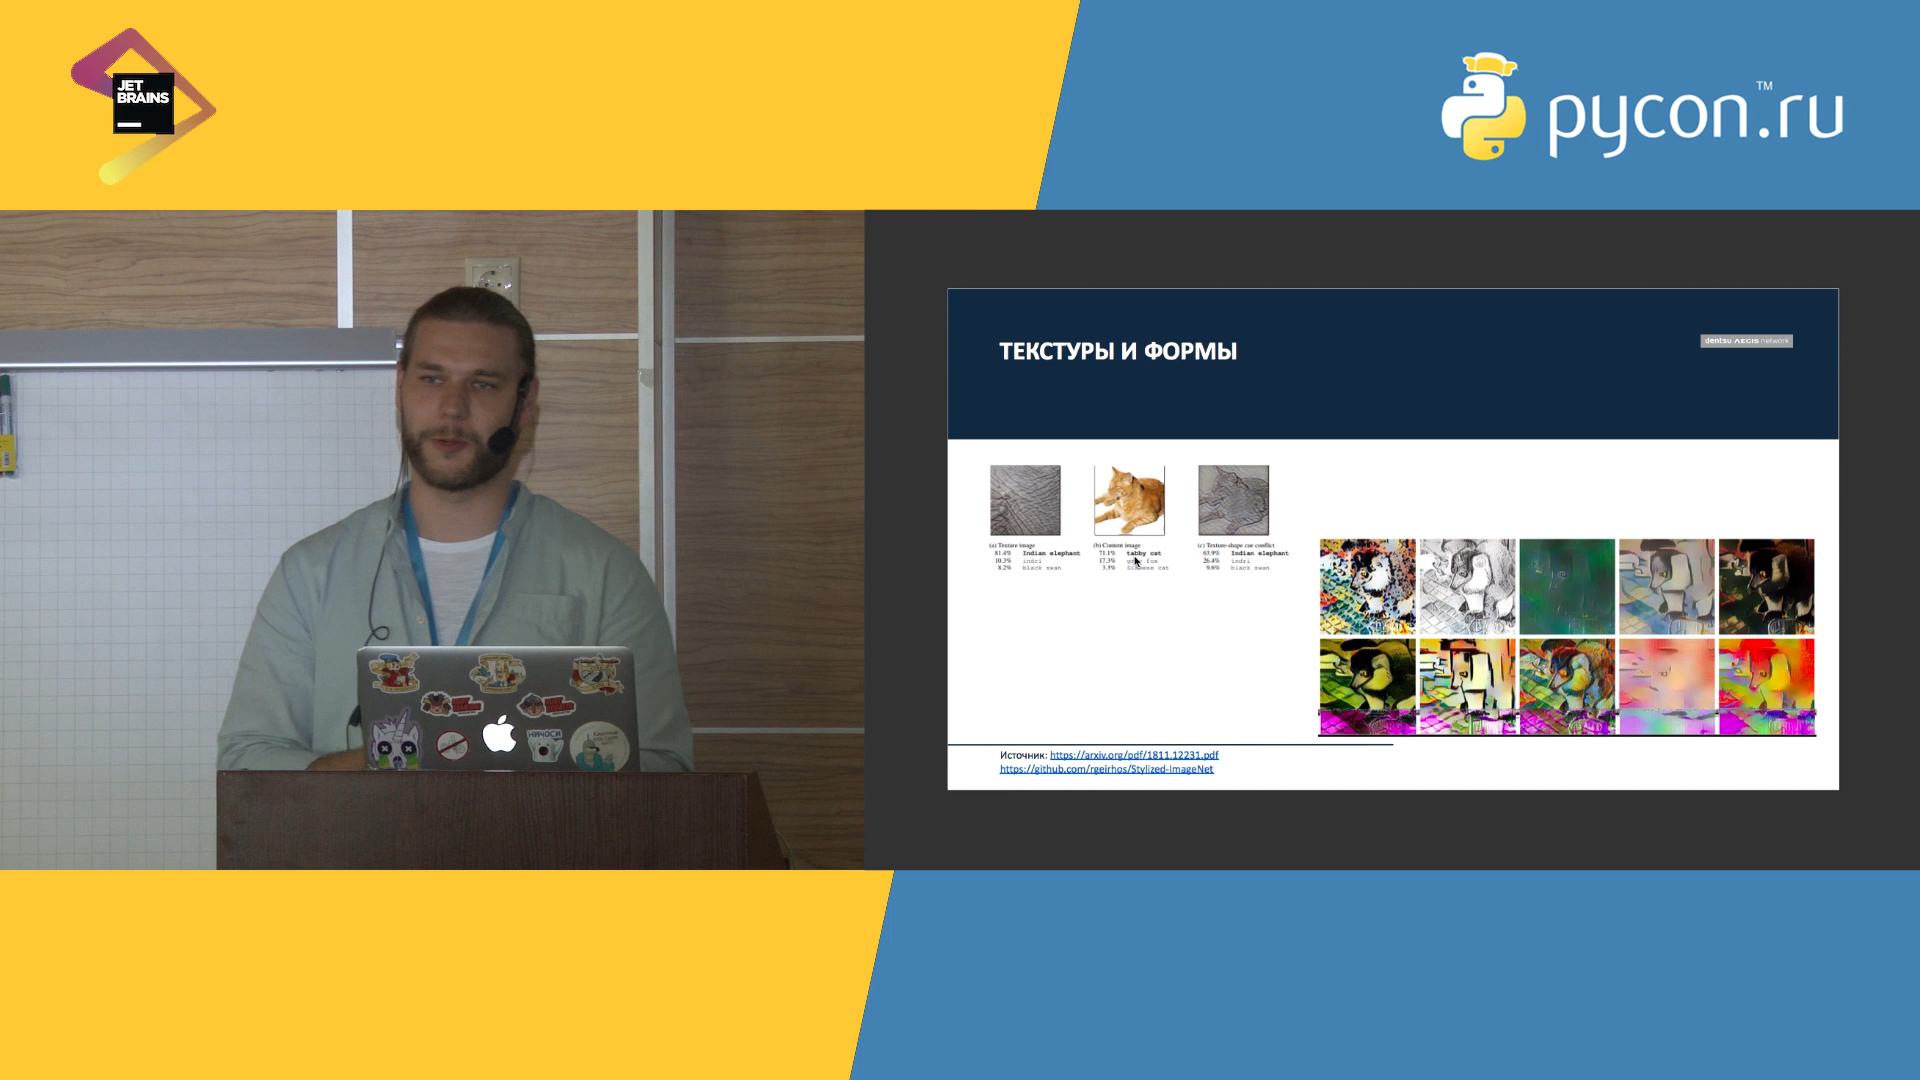 JET
BRAINS
pycon.ru
TM
ТЕКСТУРЫ И ФОРМЫ
dentsu AEGIS network
(a) Texture image
81.4% Indian elephant
10.3% indri
8.2% black swan
(b) Content image
71.1% tabby cat
17.3% fox
3.3% Siamese cat
(c) Texture-shape cue conflict
63.9% Indian elephant
26.4% indri
9.6% black swan
Источник: https://arxiv.org/pdf/1811.12231.pdf
https://github.com/rgeirhos/Stylized-ImageNet
НИЧОСИ